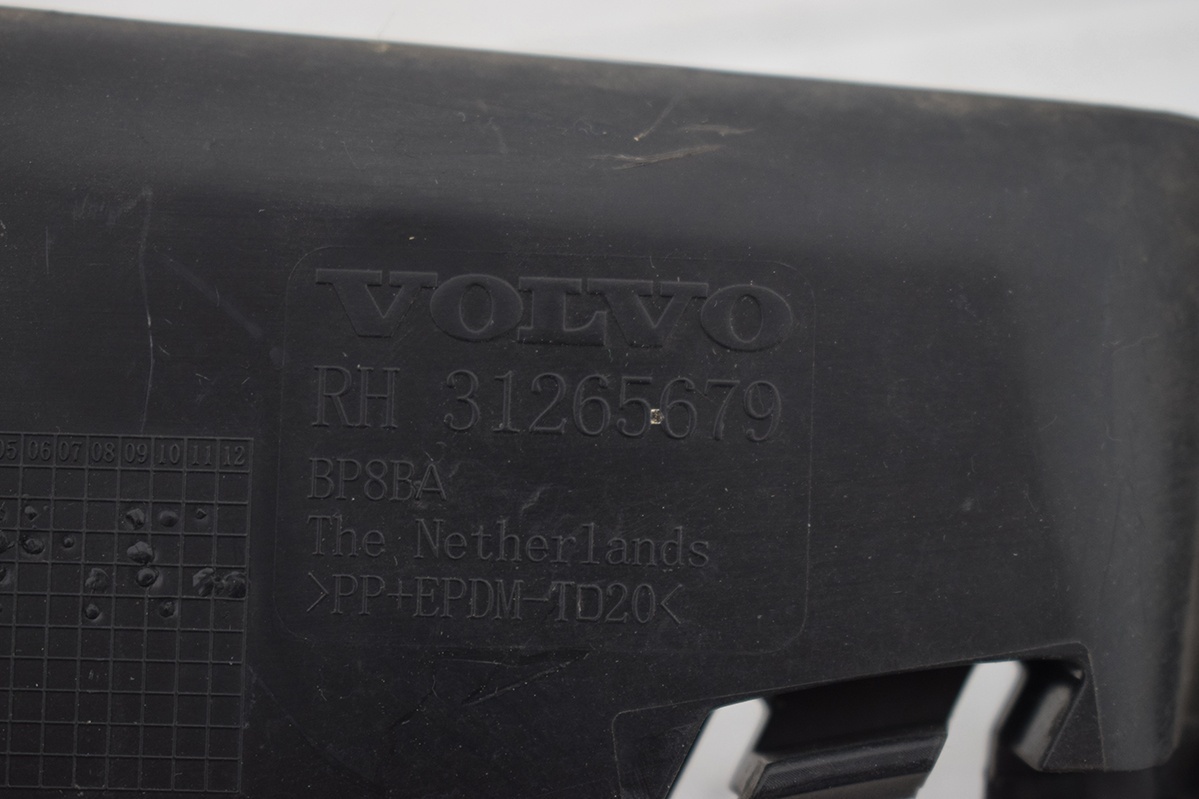 VOLVO
RH 31265679
BP8BA
The Netherlands
>PP+EPDM-TD20<
05 06 07 08 09 10 11 12